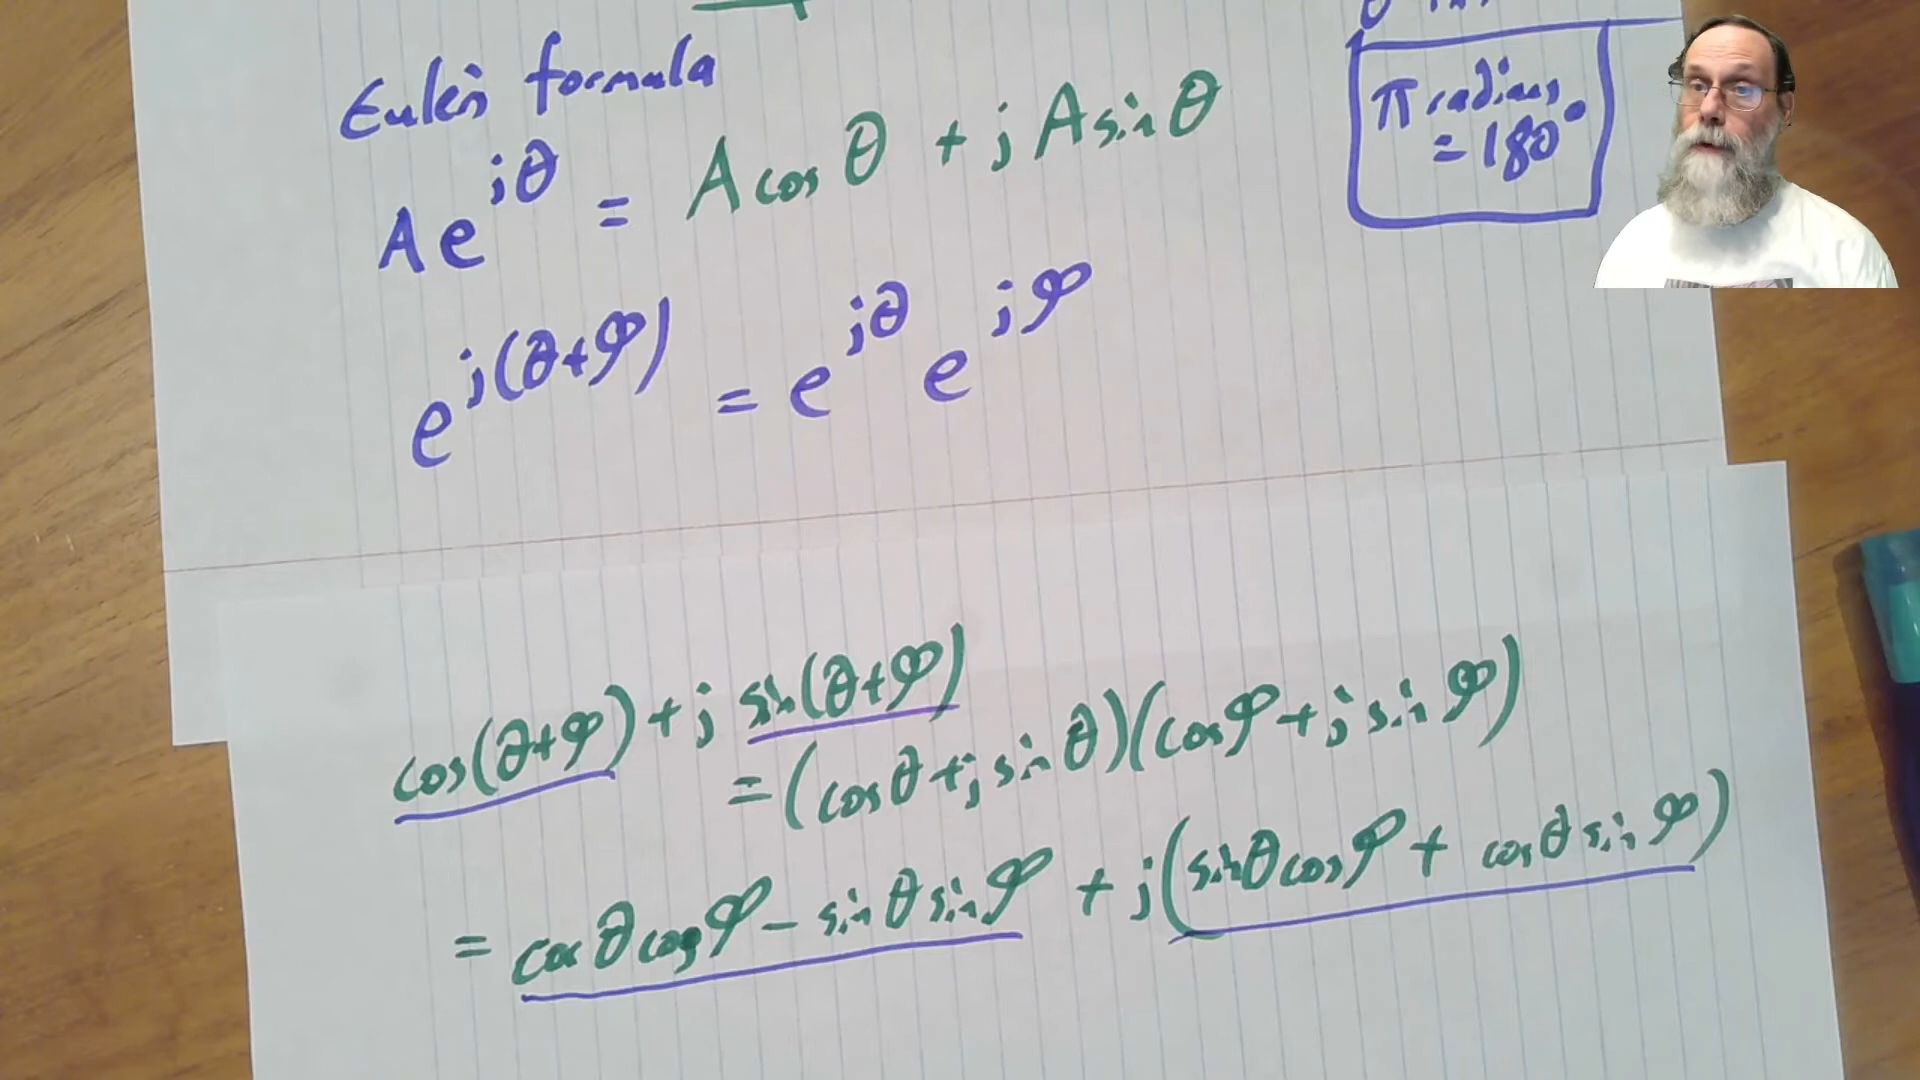 Euler's formula
Ae^{jθ} = A cos θ + j A sin θ
π radians
= 180°
e^{j(θ+φ)} = e^{jθ} e^{jφ}
cos(θ+φ) + j sin(θ+φ)
= (cos θ + j sin θ)(cos φ + j sin φ)
= cos θ cos φ - sin θ sin φ + j(sin θ cos φ + cos θ sin φ)